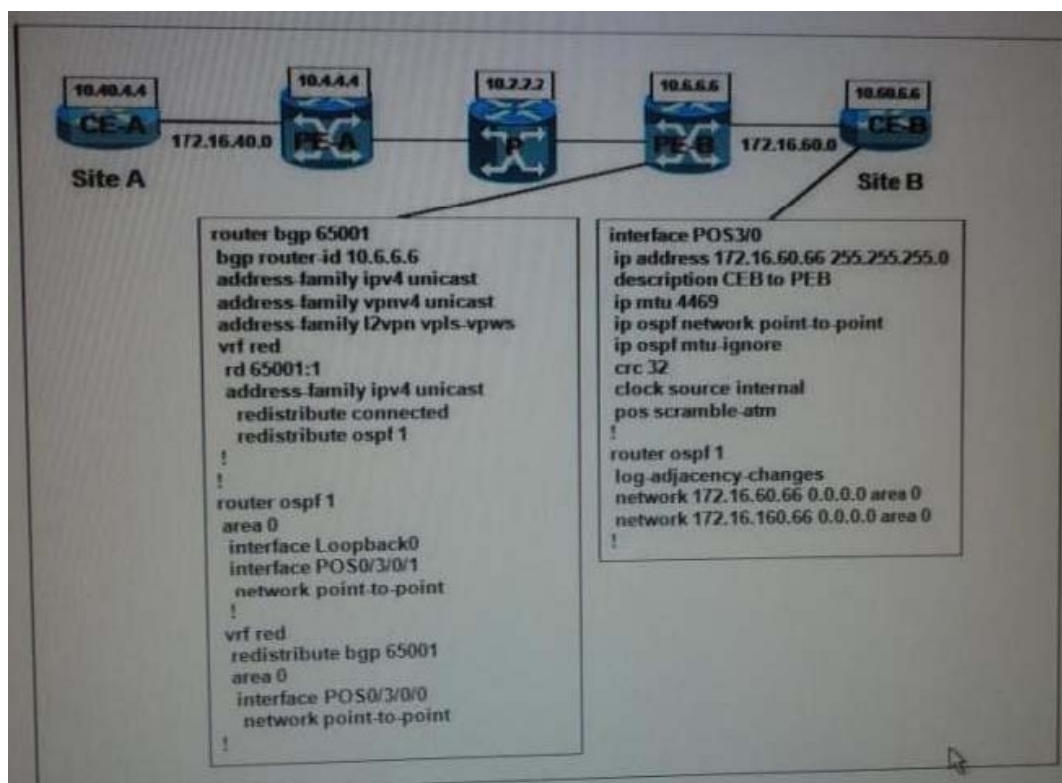 10.40.4.4
10.4.4.4
10.2.2.2
10.6.6.6
10.60.6.6
CE-A
PE-A
P
PE-B
CE-B
172.16.40.0
172.16.60.0
Site A
Site B
router bgp 65001
bgp router-id 10.6.6.6
address-family ipv4 unicast
address-family vpnv4 unicast
address-family l2vpn vpls-vpws
vrf red
rd 65001:1
address-family ipv4 unicast
redistribute connected
redistribute ospf 1
!
!
router ospf 1
area 0
interface Loopback0
interface POS0/3/0/1
network point-to-point
!
vrf red
redistribute bgp 65001
area 0
interface POS0/3/0/0
network point-to-point
!
interface POS3/0
ip address 172.16.60.66 255.255.255.0
description CEB to PEB
ip mtu 4469
ip ospf network point-to-point
ip ospf mtu-ignore
crc 32
clock source internal
pos scramble-atm
!
router ospf 1
log-adjacency-changes
network 172.16.60.66 0.0.0.0 area 0
network 172.16.160.66 0.0.0.0 area 0
!